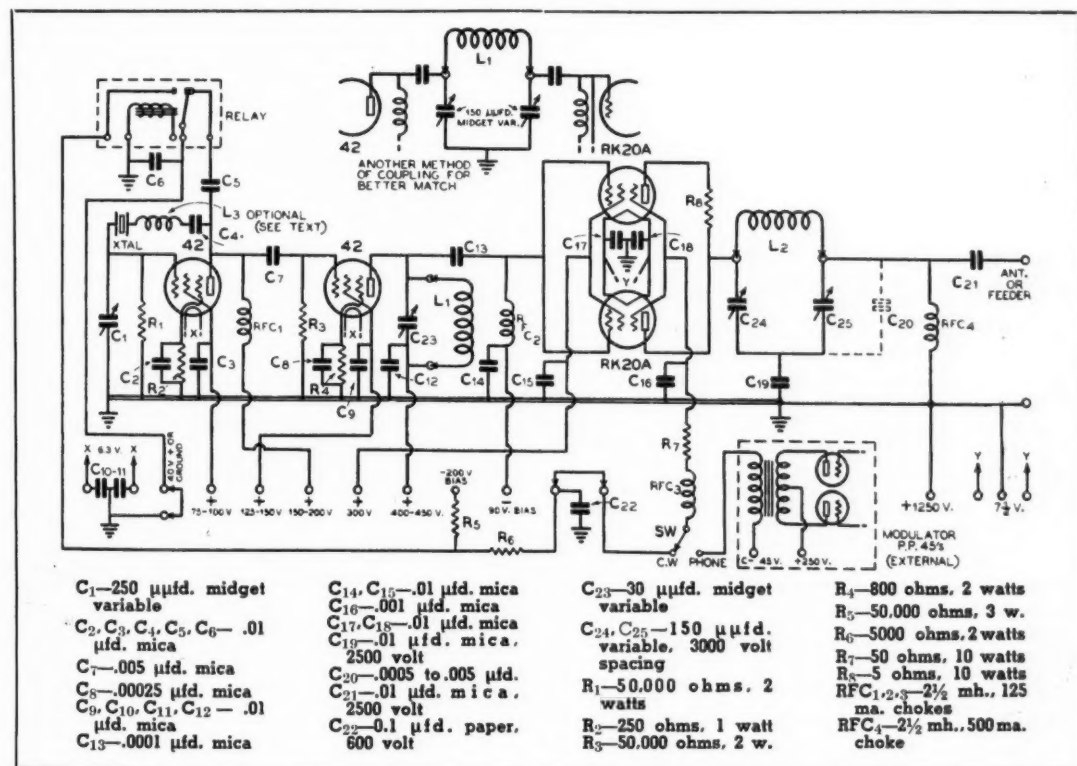 RELAY
C6
C5
L3 OPTIONAL
(SEE TEXT)
C4
XTAL
42
C7
42
C13
C1
R1
X
C2
R2
C3
RFC1
R3
X
C8
R4
C9
C23
L1
C12
RFC2
C14
C15
L1
150 µµFD.
MIDGET VAR.
42
RK20A
ANOTHER METHOD
OF COUPLING FOR
BETTER MATCH
C17
C18
Y
RK20A
R8
C16
L2
C24
C25
C20
C19
RFC4
C21
ANT.
OR
FEEDER
X 6.3 V. X
C10-11
40 V + OR
GROUND
+
75-100 V.
+
125-150 V.
+
150-200 V.
+
300 V.
+
400-450 V.
-200 V
BIAS
R5
R6
-
90 V. BIAS
C22
R7
RFC3
SW
C.W
PHONE
C- 45 V.
+250 V.
MODULATOR
P.P. 45's
(EXTERNAL)
+1250 V.
Y
Y
7½ V.
C1—250 µµfd. midget
variable
C2, C3, C4, C5, C6— .01
µfd. mica
C7—.005 µfd. mica
C8—.00025 µfd. mica
C9, C10, C11, C12 — .01
µfd. mica
C13—.0001 µfd. mica
C14, C15—.01 µfd. mica
C16—.001 µfd. mica
C17, C18—.01 µfd. mica
C19—.01 µfd. mica,
2500 volt
C20—.0005 to .005 µfd.
C21—.01 µfd. mica,
2500 volt
C22—0.1 µfd. paper,
600 volt
C23—30 µµfd. midget
variable
C24, C25—150 µµfd.
variable, 3000 volt
spacing
R1—50,000 ohms, 2
watts
R2—250 ohms, 1 watt
R3—50,000 ohms, 2 w.
R4—800 ohms, 2 watts
R5—50,000 ohms, 3 w.
R6—5000 ohms, 2 watts
R7—50 ohms, 10 watts
R8—5 ohms, 10 watts
RFC1,2,3—2½ mh., 125
ma. chokes
RFC4—2½ mh., 500 ma.
choke